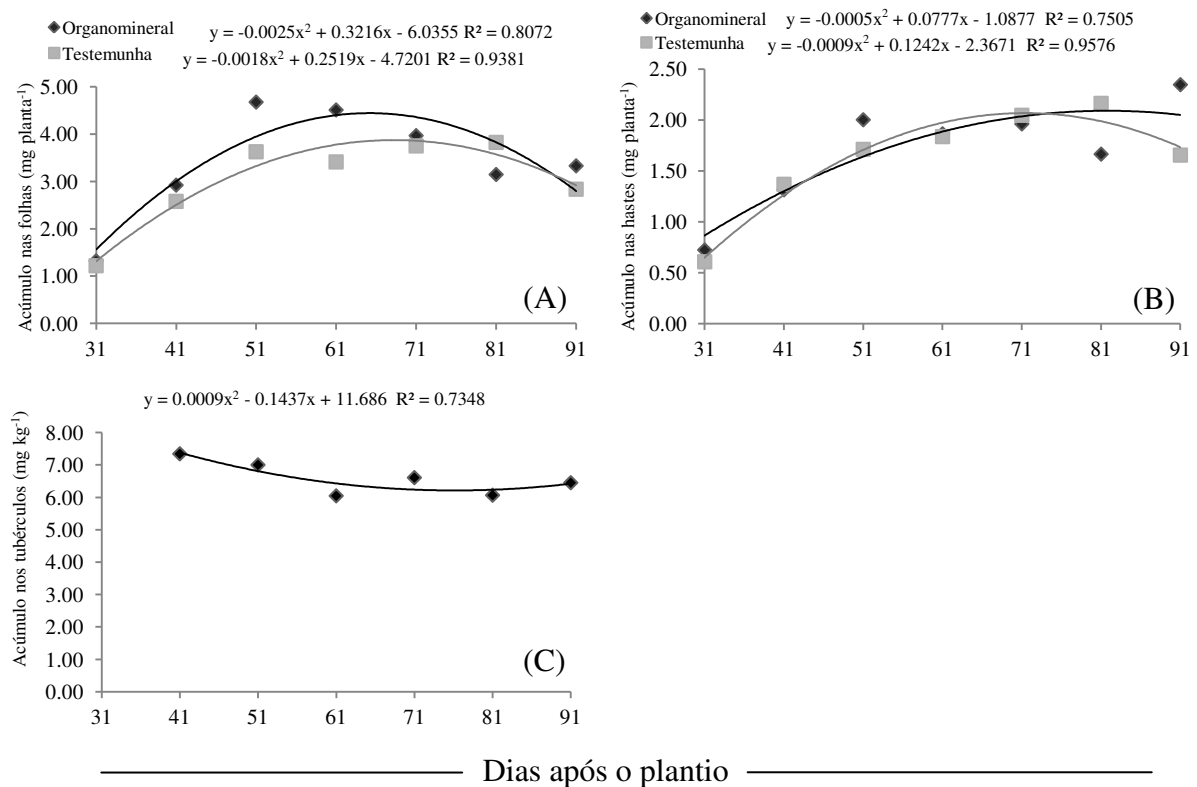 Organomineral
y = -0.0025x² + 0.3216x - 6.0355 R² = 0.8072
Testemunha
y = -0.0018x² + 0.2519x - 4.7201 R² = 0.9381
Acúmulo nas folhas (mg planta⁻¹)
5.00
4.00
3.00
2.00
1.00
0.00
(A)
31 41 51 61 71 81 91
y = -0.0005x² + 0.0777x - 1.0877 R² = 0.7505
Organomineral
y = -0.0009x² + 0.1242x - 2.3671 R² = 0.9576
Testemunha
Acúmulo nas hastes (mg planta⁻¹)
2.50
2.00
1.50
1.00
0.50
0.00
(B)
31 41 51 61 71 81 91
y = 0.0009x² - 0.1437x + 11.686 R² = 0.7348
Acúmulo nos tubérculos (mg kg⁻¹)
8.00
7.00
6.00
5.00
4.00
3.00
2.00
1.00
0.00
(C)
31 41 51 61 71 81 91
Dias após o plantio